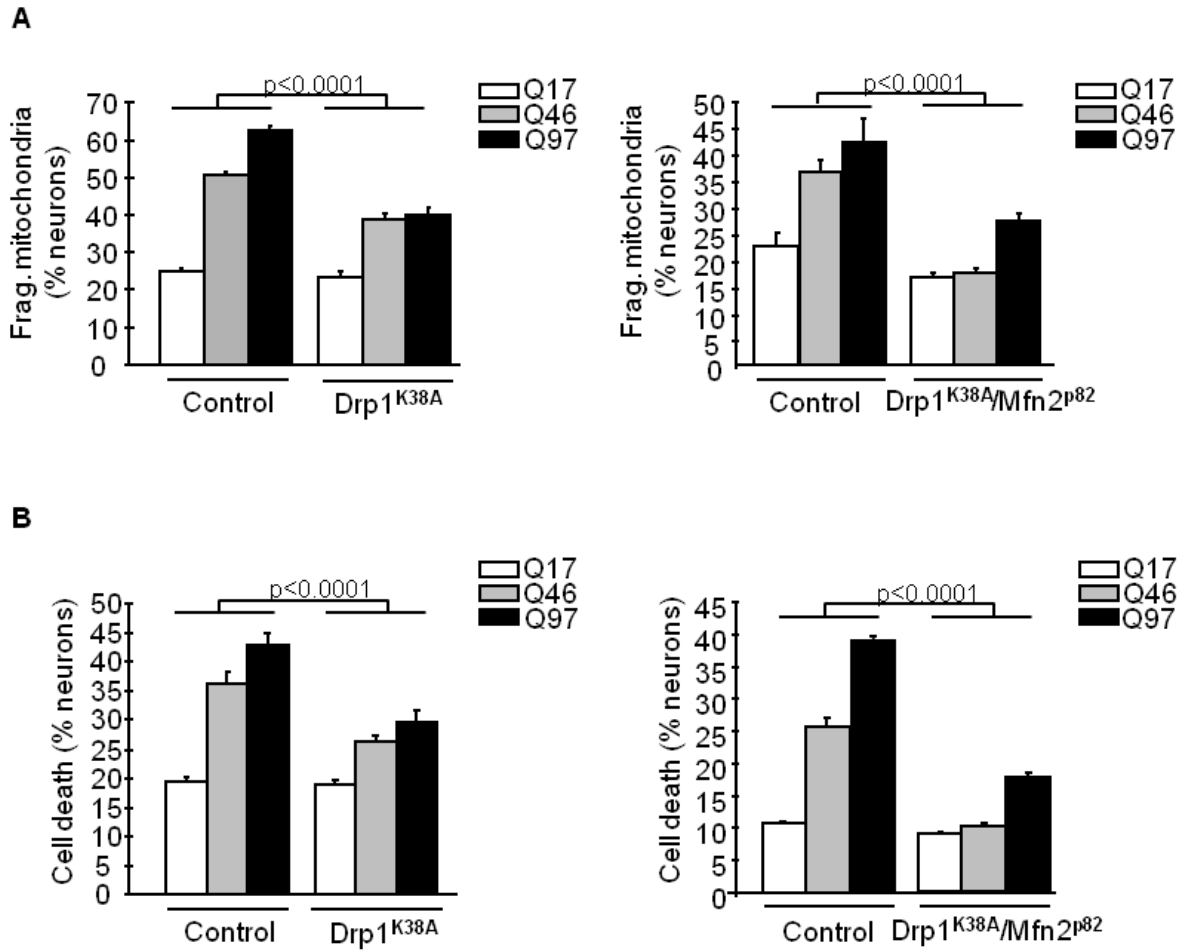 A
p<0.0001
Q17
Q46
Q97
Frag. mitochondria
(% neurons)
70
60
50
40
30
20
10
0
Control
Drp1K38A
p<0.0001
Q17
Q46
Q97
Frag. mitochondria
(% neurons)
50
45
40
35
30
25
20
15
10
5
0
Control
Drp1K38A/Mfn2p82
B
p<0.0001
Q17
Q46
Q97
Cell death (% neurons)
50
45
40
35
30
25
20
15
10
5
0
Control
Drp1K38A
p<0.0001
Q17
Q46
Q97
Cell death (% neurons)
45
40
35
30
25
20
15
10
5
0
Control
Drp1K38A/Mfn2p82